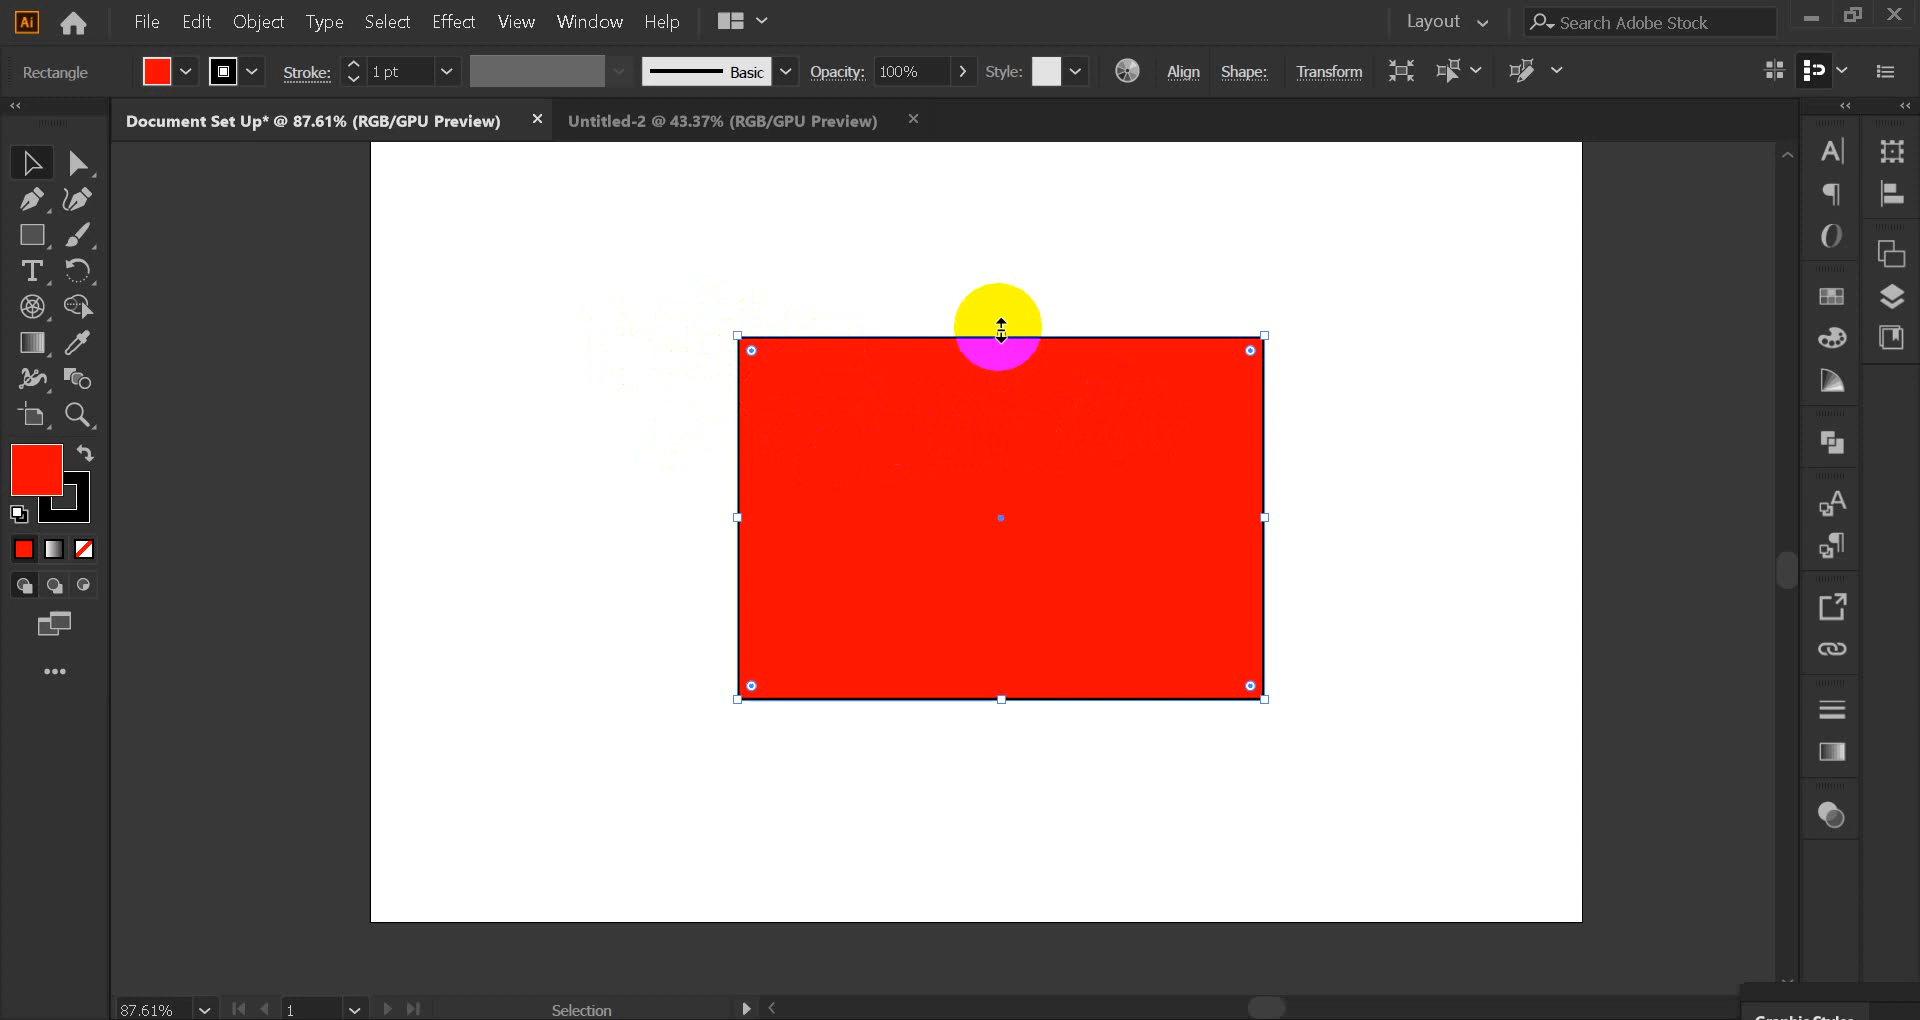 Ai File Edit Object Type Select Effect View Window Help Layout Search Adobe Stock
Rectangle Stroke: 1 pt Basic Opacity: 100% Style: Align Shape: Transform
Document Set Up* @ 87.61% (RGB/GPU Preview) Untitled-2 @ 43.37% (RGB/GPU Preview)
87.61% 1 Selection
Graphic Styles